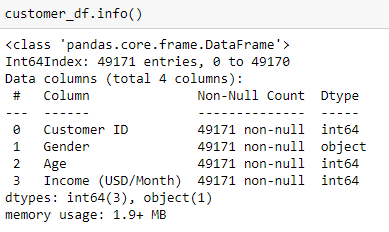 customer_df.info()
<class 'pandas.core.frame.DataFrame'>
Int64Index: 49171 entries, 0 to 49170
Data columns (total 4 columns):
 #   Column              Non-Null Count  Dtype
---  ------              --------------  -----
 0   Customer ID         49171 non-null  int64
 1   Gender              49171 non-null  object
 2   Age                 49171 non-null  int64
 3   Income (USD/Month)  49171 non-null  int64
dtypes: int64(3), object(1)
memory usage: 1.9+ MB